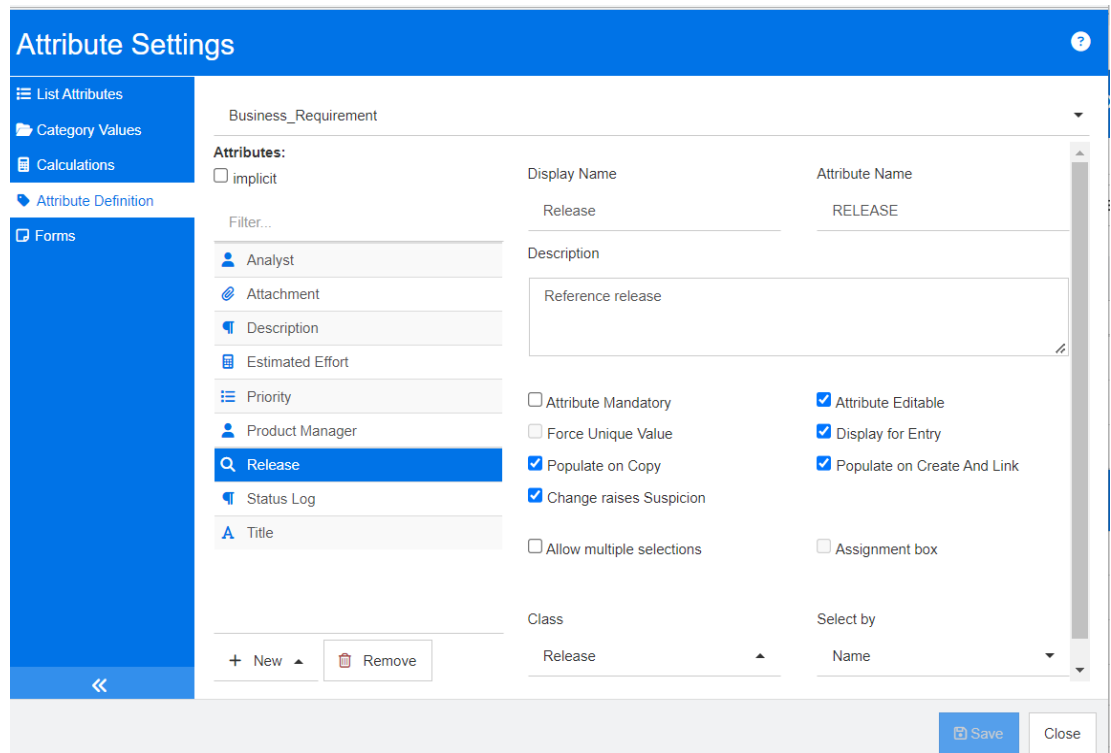 Attribute Settings
?
List Attributes
Category Values
Calculations
Attribute Definition
Forms
Business_Requirement
Attributes:
implicit
Filter...
Analyst
Attachment
Description
Estimated Effort
Priority
Product Manager
Release
Status Log
A Title
+ New
Remove
Display Name
Attribute Name
Release
RELEASE
Description
Reference release
Attribute Mandatory
Attribute Editable
Force Unique Value
Display for Entry
Populate on Copy
Populate on Create And Link
Change raises Suspicion
Allow multiple selections
Assignment box
Class
Select by
Release
Name
Save
Close